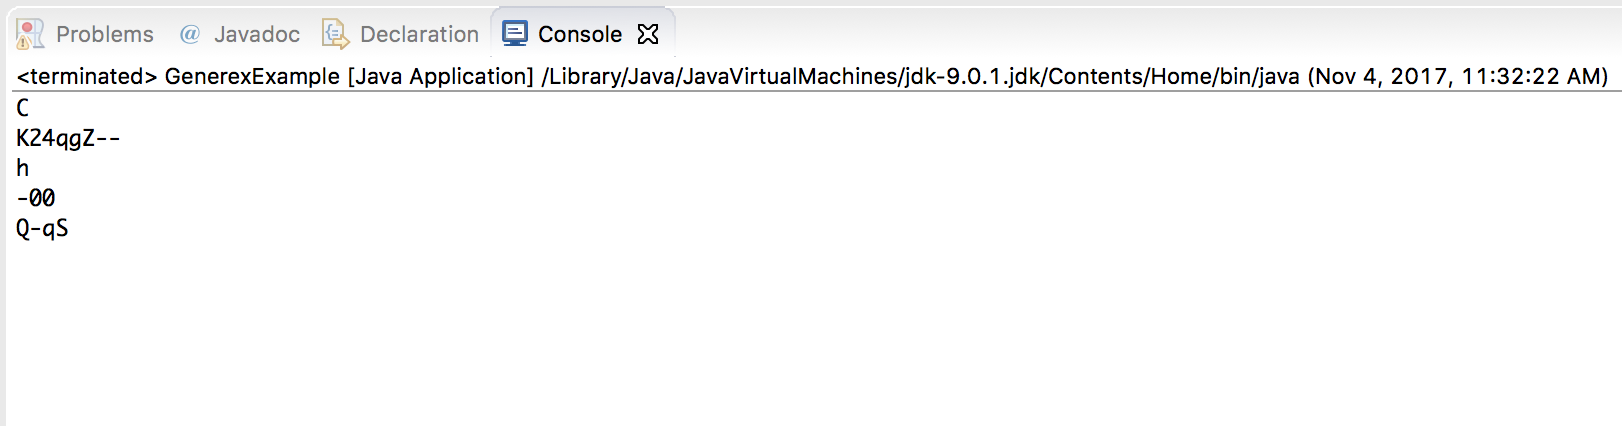 Problems @ Javadoc Declaration Console
<terminated> GenerexExample [Java Application] /Library/Java/JavaVirtualMachines/jdk-9.0.1.jdk/Contents/Home/bin/java (Nov 4, 2017, 11:32:22 AM)
C
K24qgZ--
h
-00
Q-qS